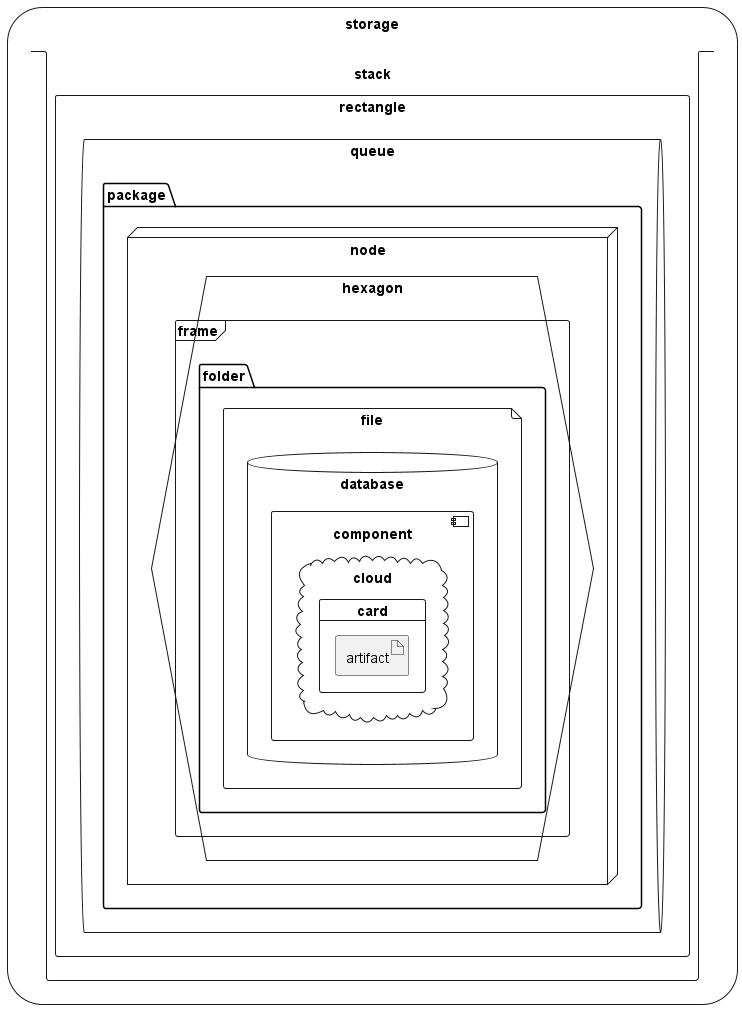 storage
stack
rectangle
queue
package
node
hexagon
frame
folder
file
database
component
cloud
card
artifact